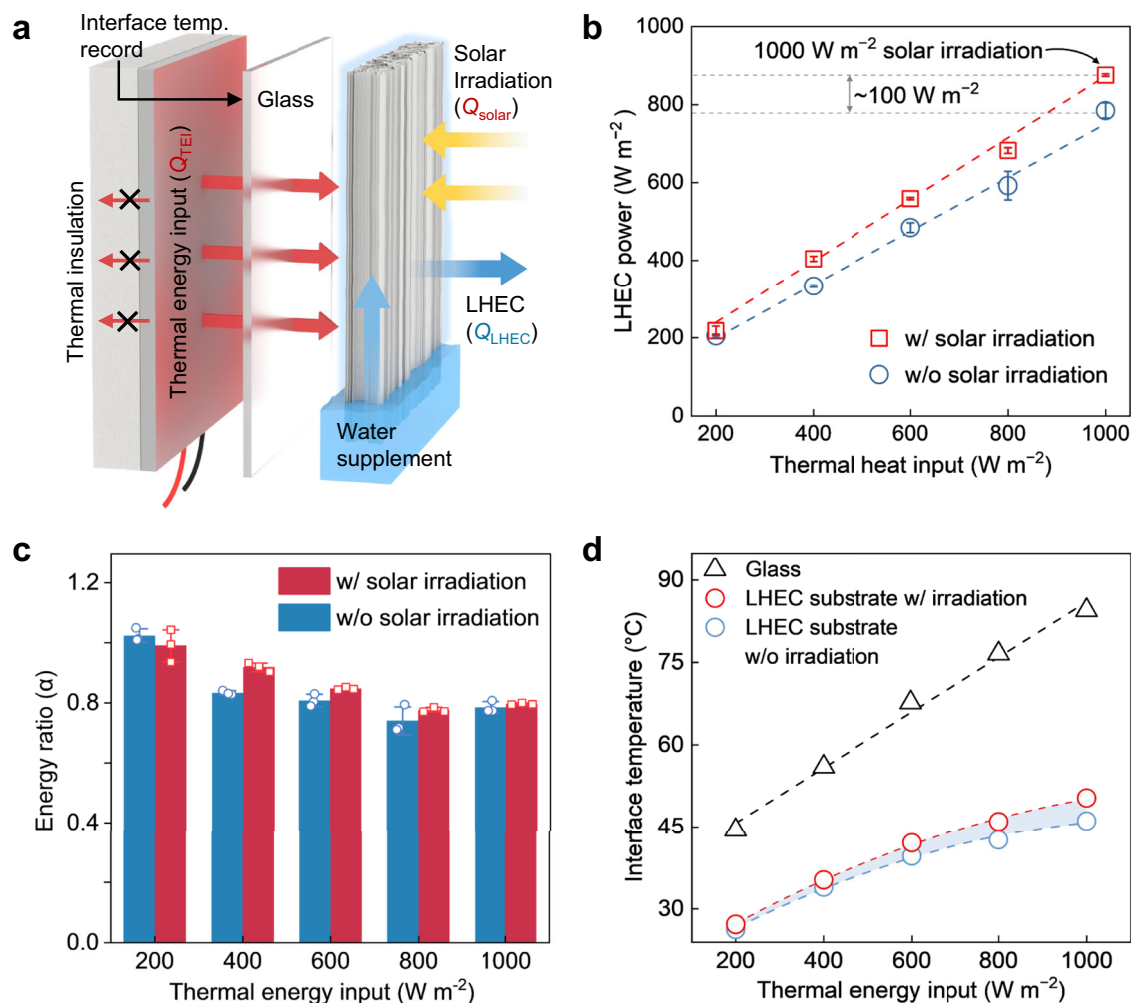 a
Interface temp.
record
Glass
Solar
Irradiation
(Q_solar)
Thermal insulation
Thermal energy input (Q_TEI)
LHEC
(Q_LHEC)
Water
supplement
b
1000 W m⁻² solar irradiation
~100 W m⁻²
w/ solar irradiation
w/o solar irradiation
LHEC power (W m⁻²)
1000
800
600
400
200
0
200 400 600 800 1000
Thermal heat input (W m⁻²)
c
w/ solar irradiation
w/o solar irradiation
Energy ratio (α)
1.2
0.8
0.4
0.0
200 400 600 800 1000
Thermal energy input (W m⁻²)
d
Glass
LHEC substrate w/ irradiation
LHEC substrate
w/o irradiation
Interface temperature (°C)
90
75
60
45
30
200 400 600 800 1000
Thermal energy input (W m⁻²)